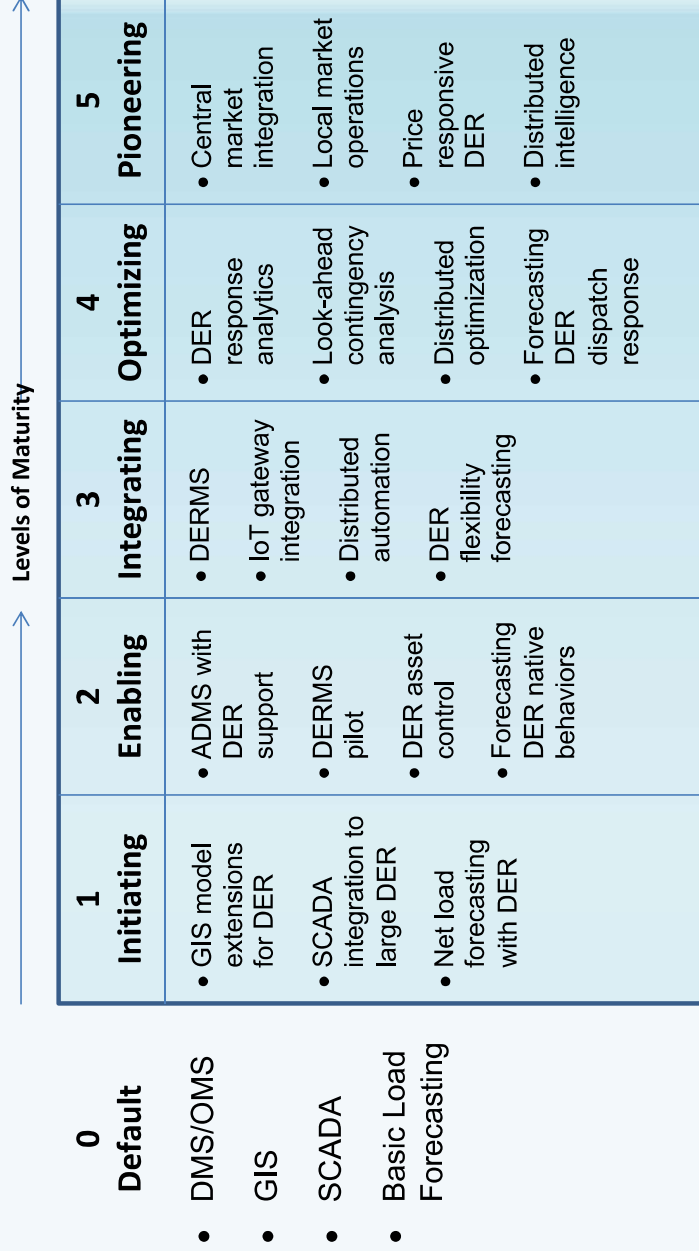 Levels of Maturity
0
Default
• DMS/OMS
• GIS
• SCADA
• Basic Load
Forecasting
1
Initiating
• GIS model
extensions
for DER
• SCADA
integration to
large DER
• Net load
forecasting
with DER
2
Enabling
• ADMS with
DER
support
• DERMS
pilot
• DER asset
control
• Forecasting
DER native
behaviors
3
Integrating
• DERMS
• IoT gateway
integration
• Distributed
automation
• DER
flexibility
forecasting
4
Optimizing
• DER
response
analytics
• Look-ahead
contingency
analysis
• Distributed
optimization
• Forecasting
DER
dispatch
response
5
Pioneering
• Central
market
integration
• Local market
operations
• Price
responsive
DER
• Distributed
intelligence